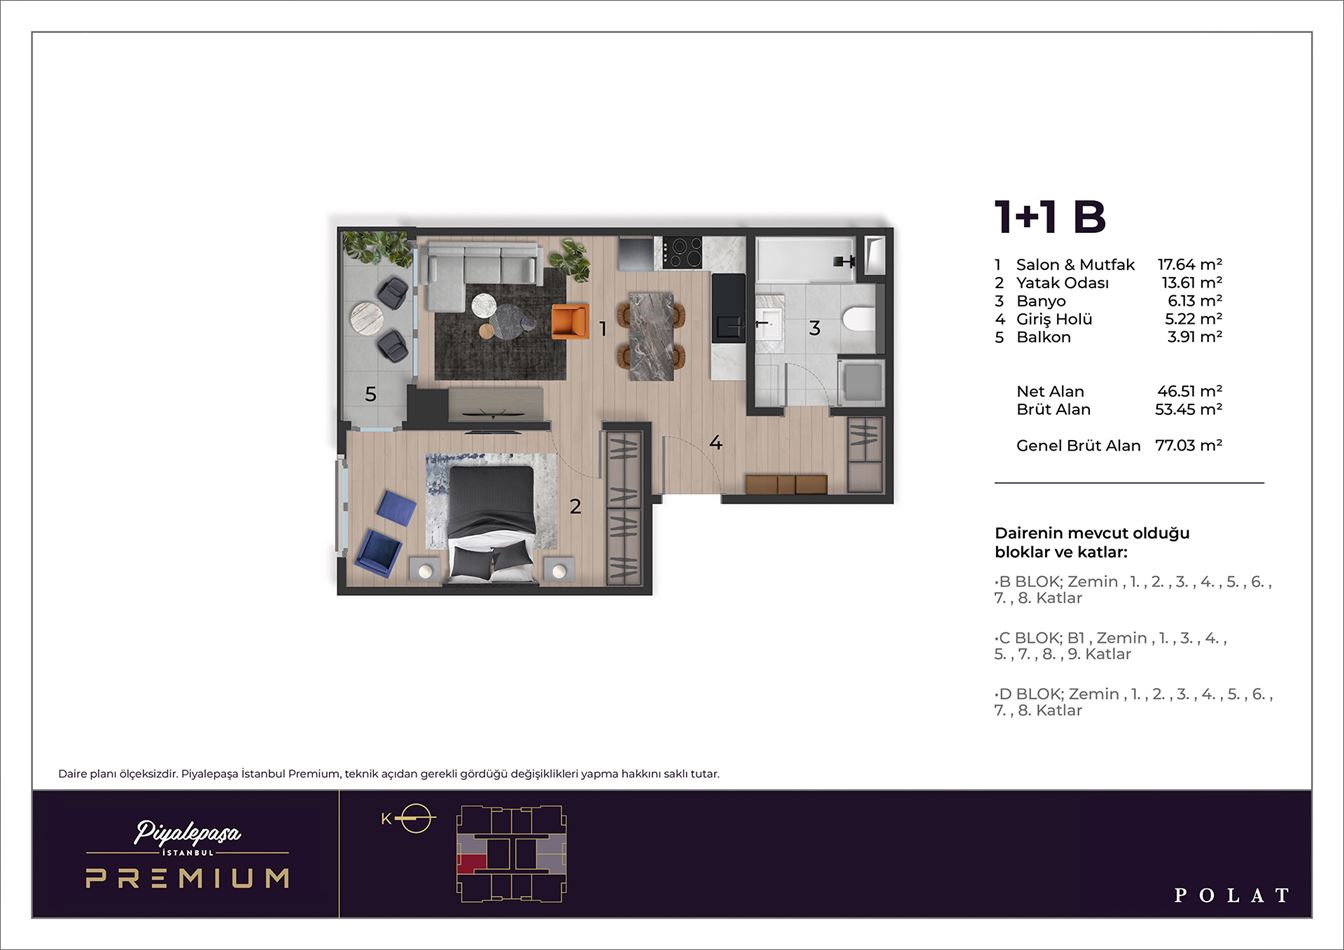 1+1 B
1 Salon & Mutfak 17.64 m²
2 Yatak Odası 13.61 m²
3 Banyo 6.13 m²
4 Giriş Holü 5.22 m²
5 Balkon 3.91 m²
Net Alan 46.51 m²
Brüt Alan 53.45 m²
Genel Brüt Alan 77.03 m²
Dairenin mevcut olduğu
bloklar ve katlar:
•B BLOK; Zemin , 1. , 2. , 3. , 4. , 5. , 6. ,
7. , 8. Katlar
•C BLOK; B1 , Zemin , 1. , 3. , 4. ,
5. , 7. , 8. , 9. Katlar
•D BLOK; Zemin , 1. , 2. , 3. , 4. , 5. , 6. ,
7. , 8. Katlar
1
3
5
4
2
Daire planı ölçeksizdir. Piyalepaşa İstanbul Premium, teknik açıdan gerekli gördüğü değişiklikleri yapma hakkını saklı tutar.
Piyalepaşa
İSTANBUL
PREMIUM
K
POLAT